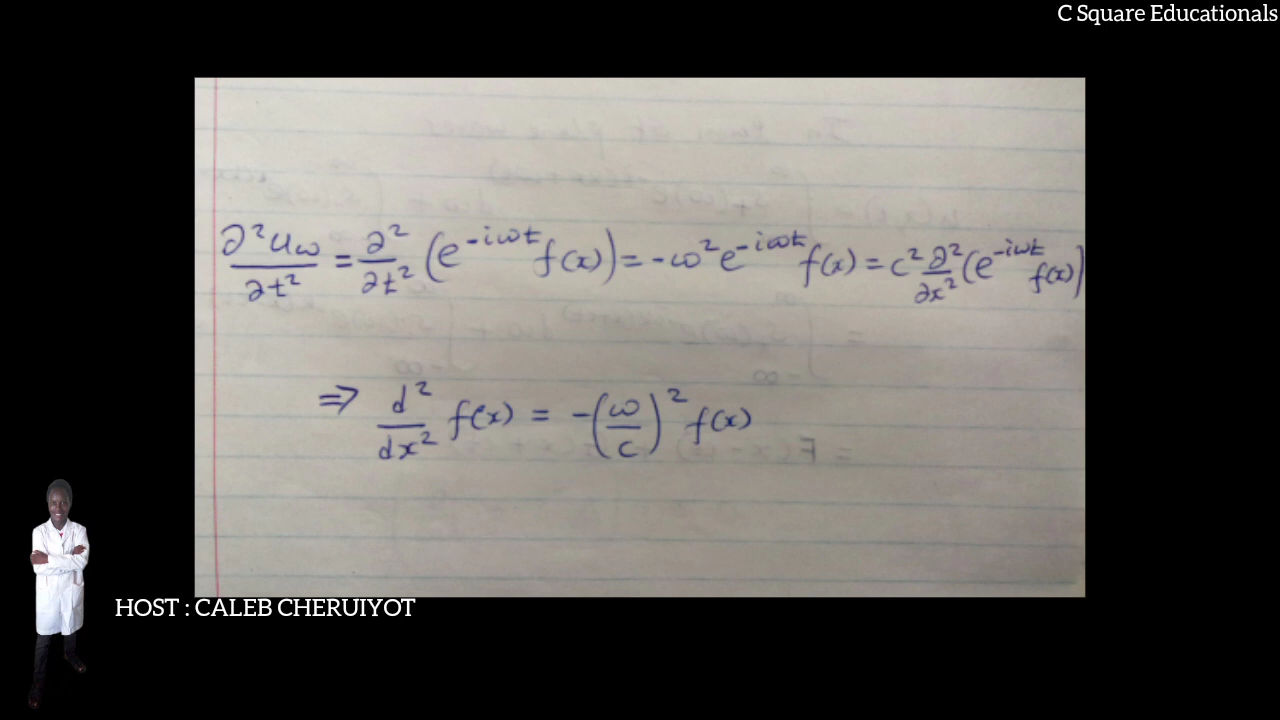 C Square Educationals
∂²u_ω/∂t² = ∂²/∂t² (e^{-iωt} f(x)) = -ω² e^{-iωt} f(x) = c² ∂²/∂x² (e^{-iωt} f(x))
⇒ d²/dx² f(x) = -(ω/c)² f(x)
HOST : CALEB CHERUIYOT